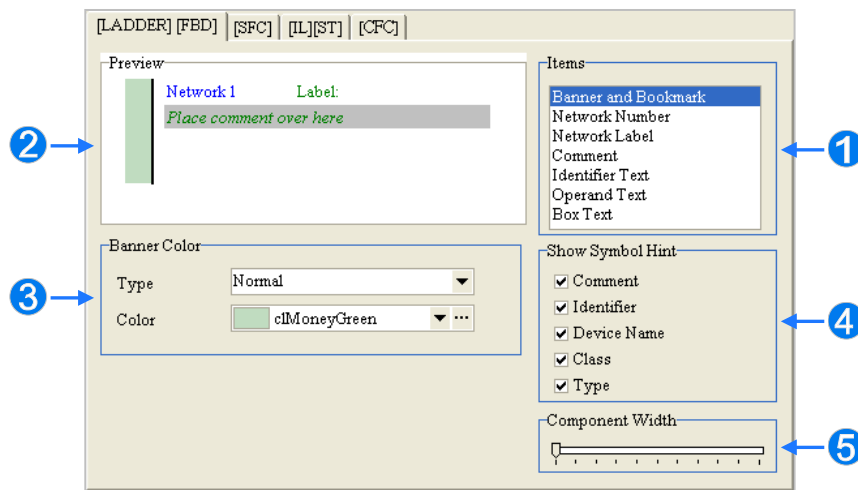 [LADDER] [FBD] [SFC] [IL][ST] [CFC]
Preview
Network 1 Label:
Place comment over here
2
Items
Banner and Bookmark
Network Number
Network Label
Comment
Identifier Text
Operand Text
Box Text
1
Banner Color
Type Normal
Color clMoneyGreen ...
3
Show Symbol Hint
Comment
Identifier
Device Name
Class
Type
4
Component Width
5